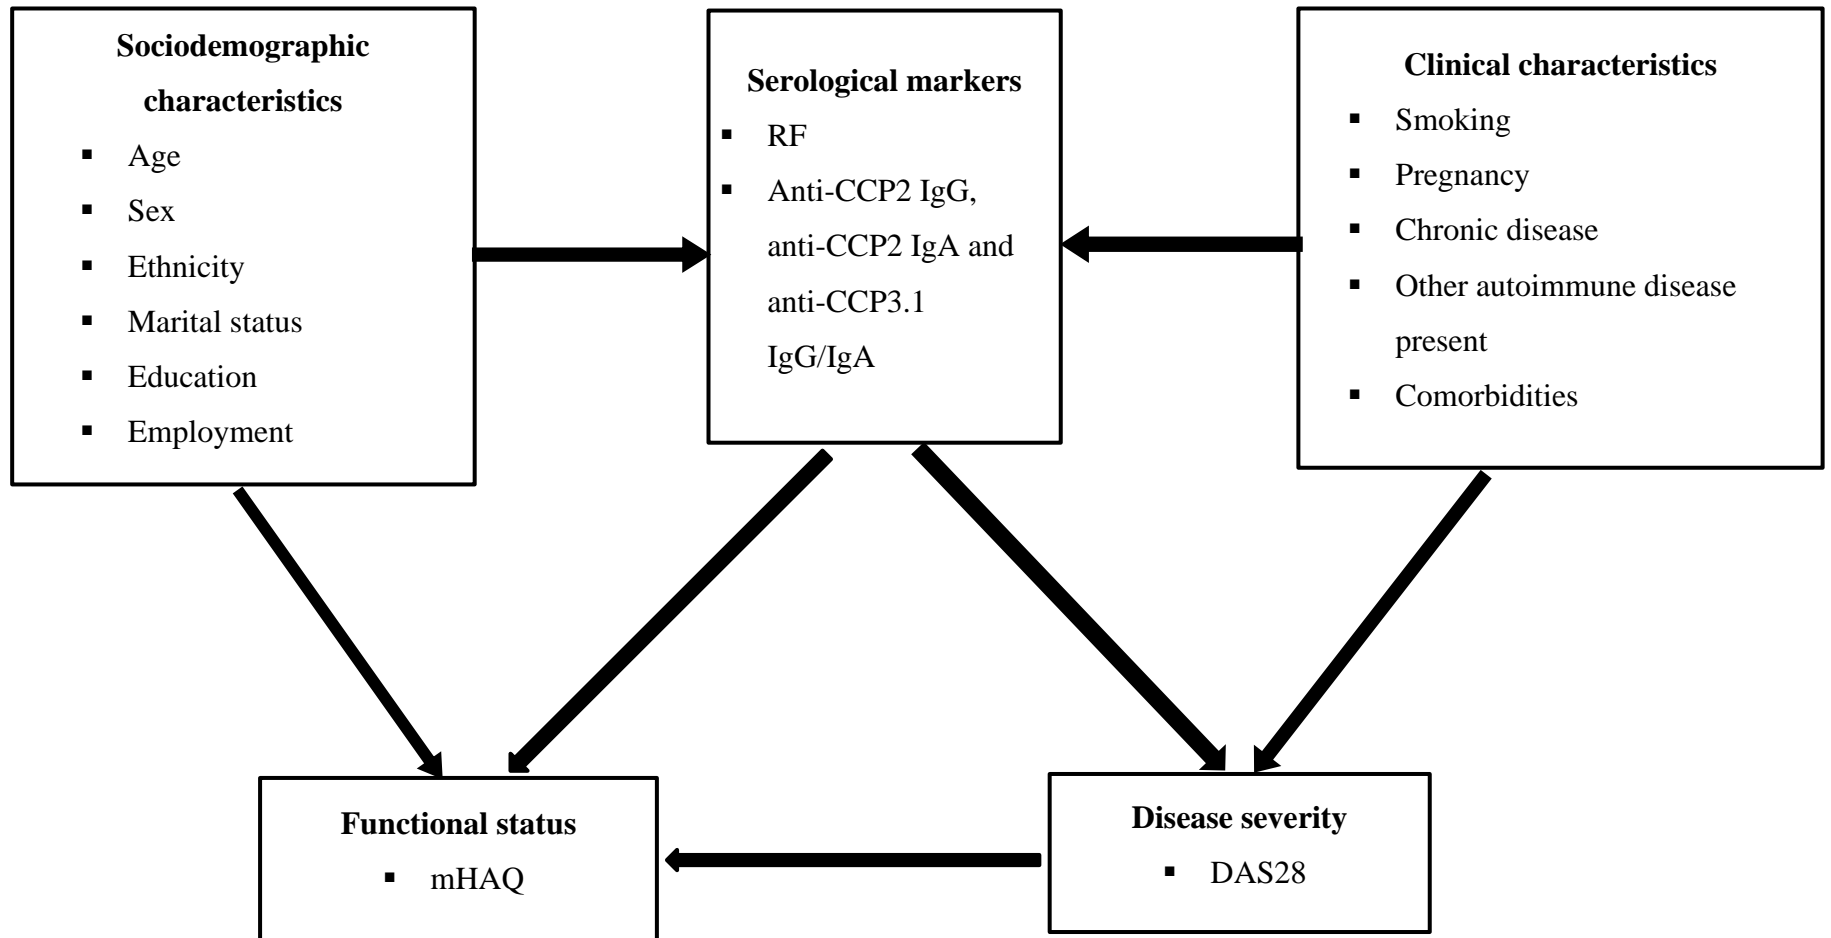 Sociodemographic
characteristics
▪ Age
▪ Sex
▪ Ethnicity
▪ Marital status
▪ Education
▪ Employment
Serological markers
▪ RF
▪ Anti-CCP2 IgG,
anti-CCP2 IgA and
anti-CCP3.1
IgG/IgA
Clinical characteristics
▪ Smoking
▪ Pregnancy
▪ Chronic disease
▪ Other autoimmune disease
present
▪ Comorbidities
Functional status
▪ mHAQ
Disease severity
▪ DAS28